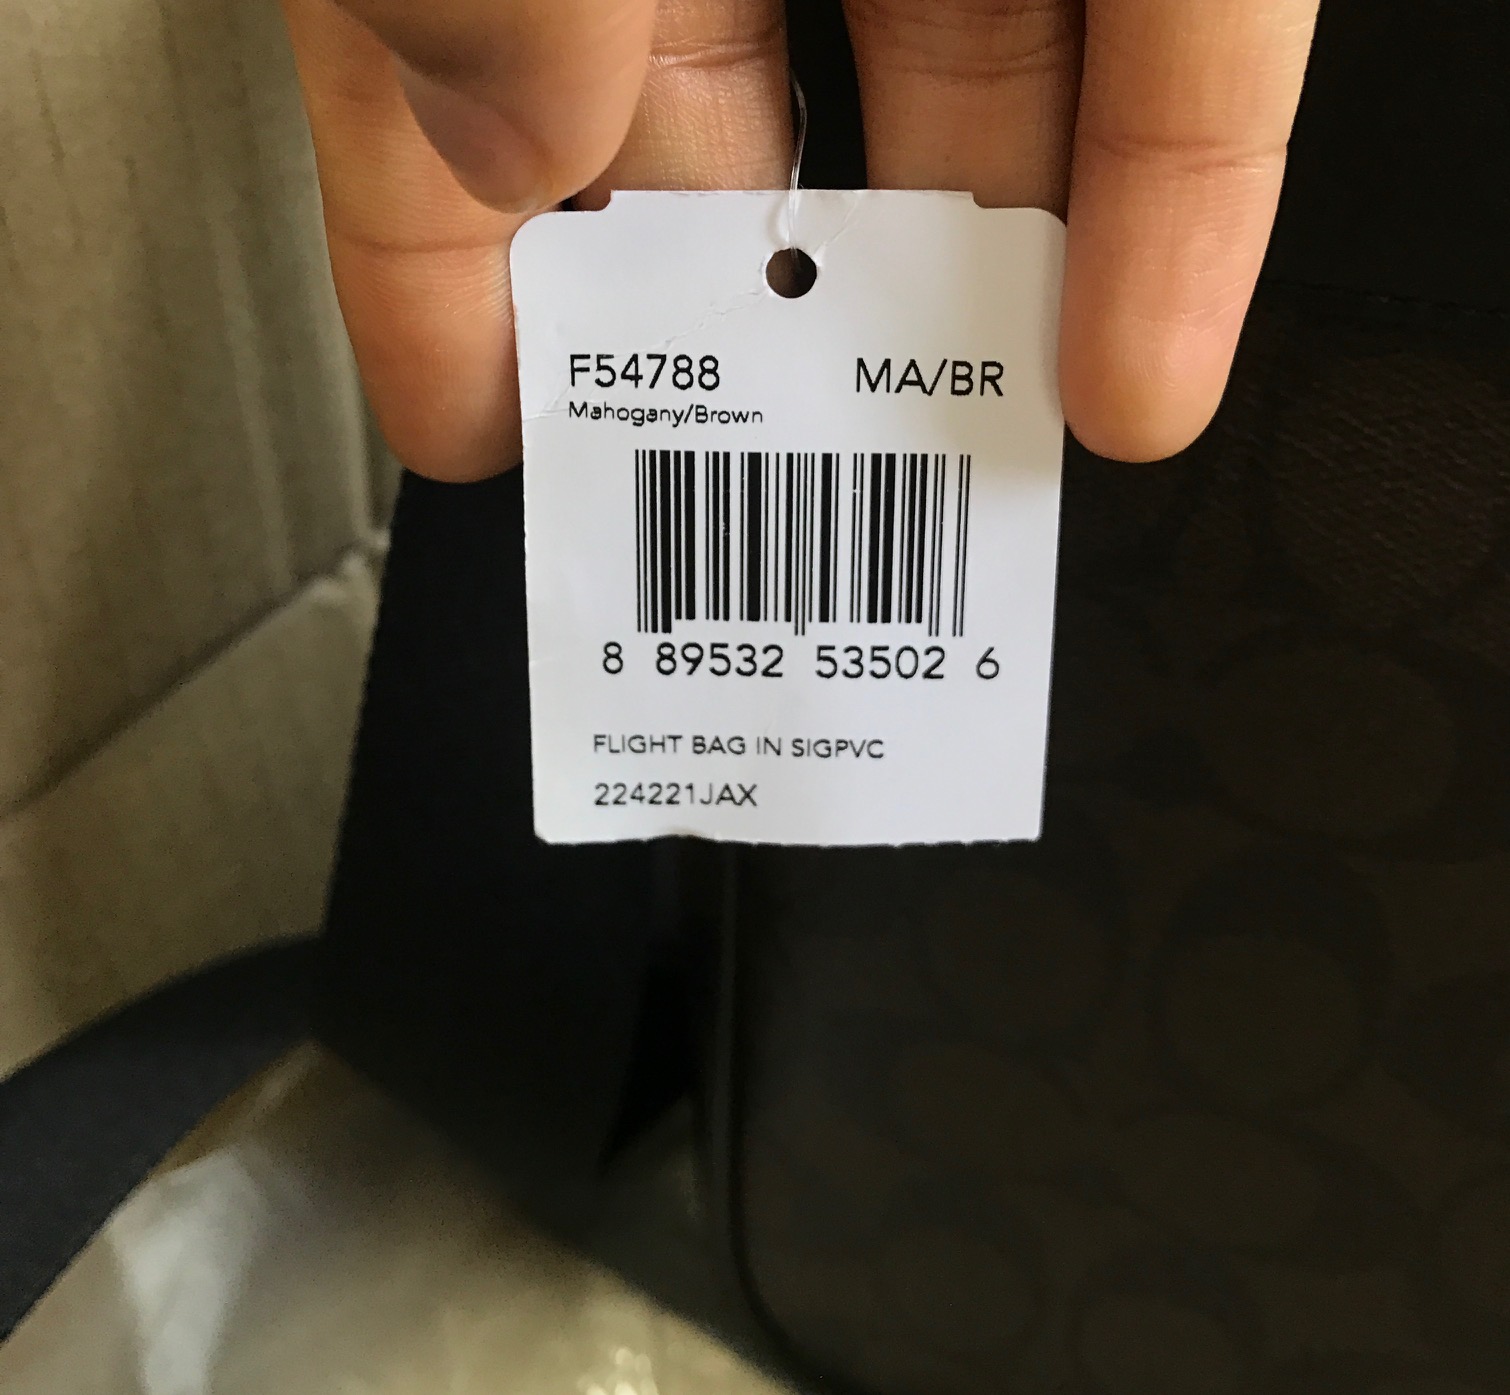 F54788 MA/BR
Mahogany/Brown
8 89532 53502 6
FLIGHT BAG IN SIGPVC
224221JAX